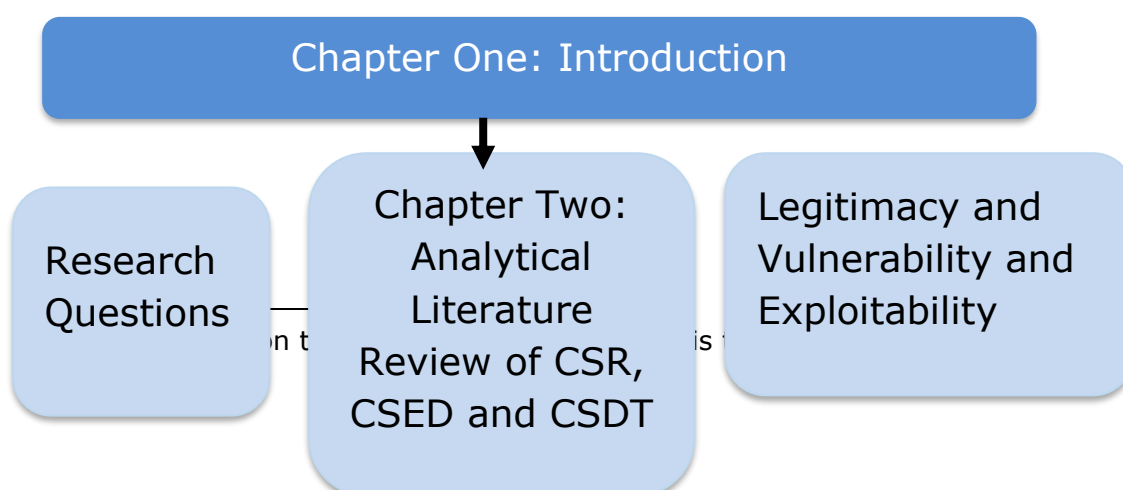 Chapter One: Introduction
Research
Questions
Chapter Two:
Analytical
Literature
Review of CSR,
CSED and CSDT
Legitimacy and
Vulnerability and
Exploitability